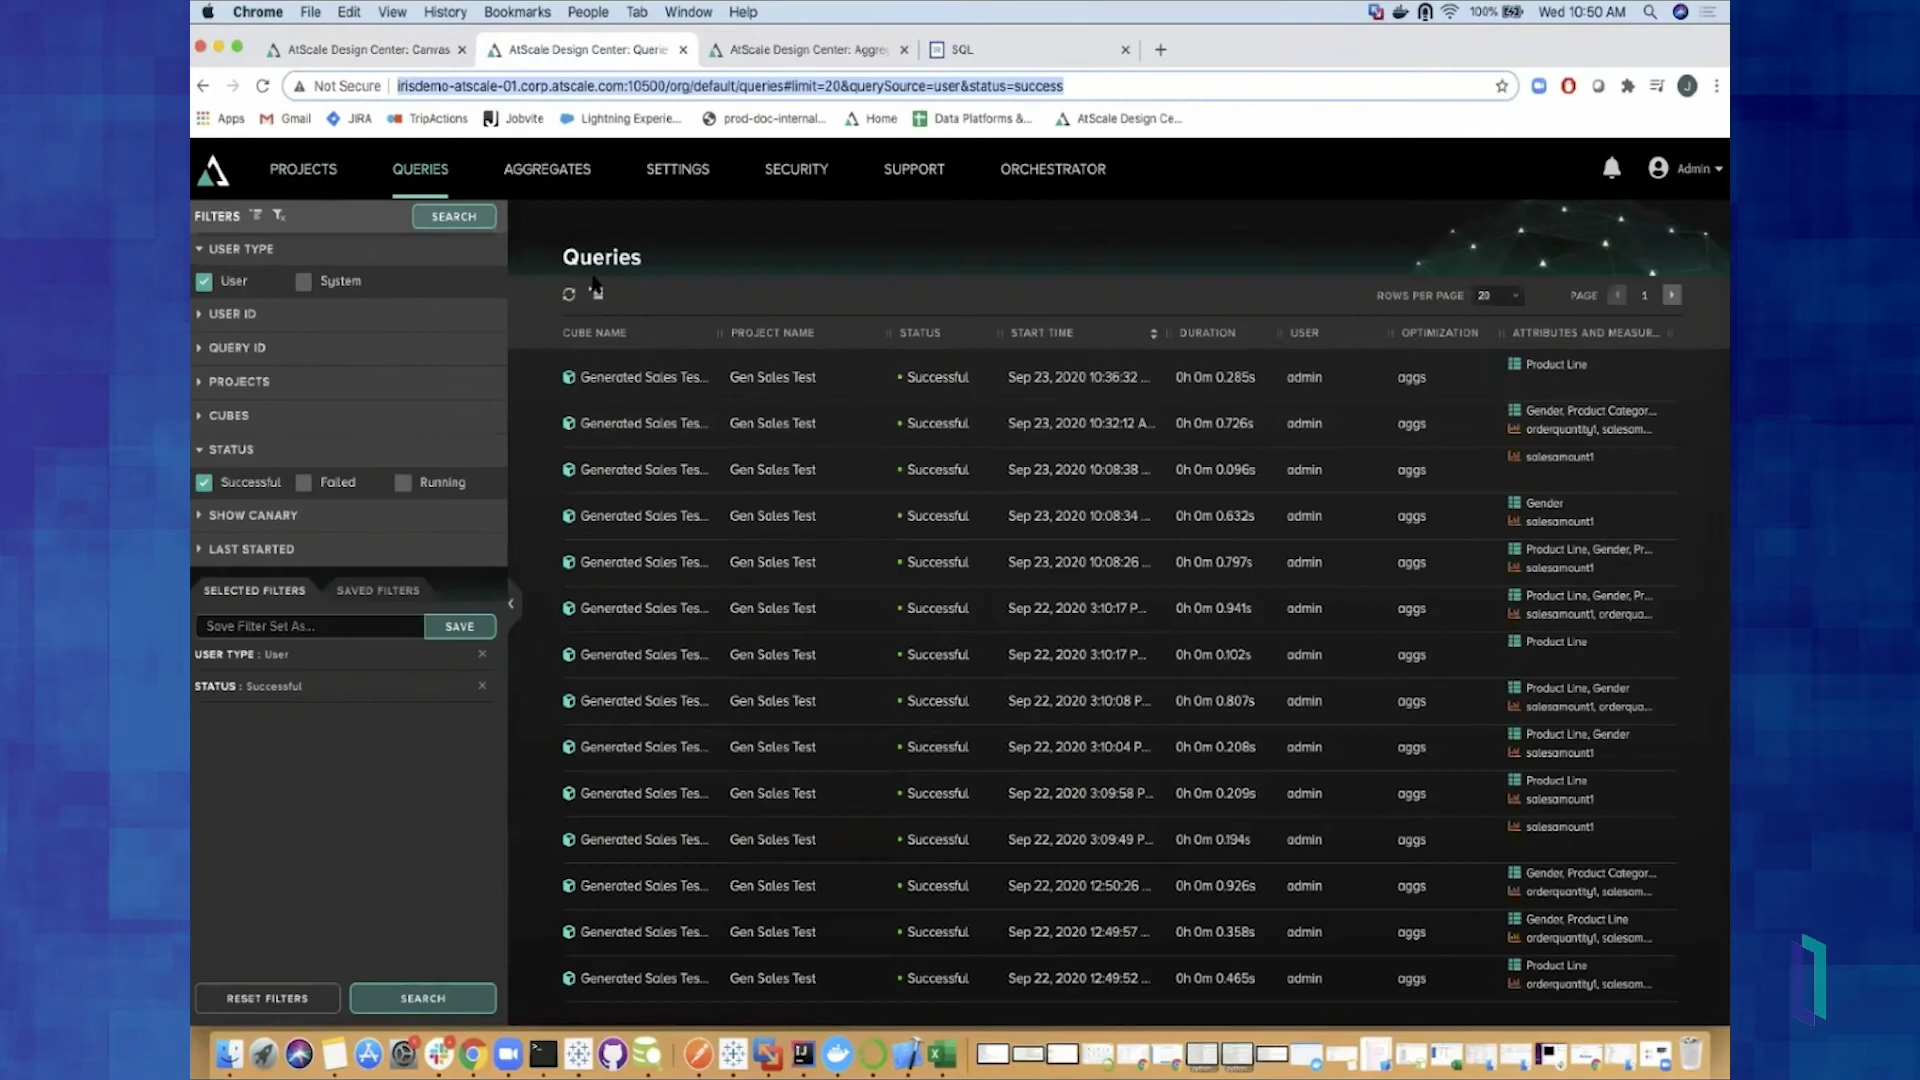 Chrome File Edit View History Bookmarks People Tab Window Help 100% Wed 10:50 AM
AtScale Design Center: Canvas AtScale Design Center: Querie AtScale Design Center: Aggre SQL
Not Secure irisdemo-atscale-01.corp.atscale.com:10500/org/default/queries#limit=20&querySource=user&status=success J
Apps Gmail JIRA TripActions Jobvite Lightning Experie... prod-doc-internal... Home Data Platforms &... AtScale Design Ce...
PROJECTS QUERIES AGGREGATES SETTINGS SECURITY SUPPORT ORCHESTRATOR Admin
FILTERS SEARCH
USER TYPE
User System
USER ID
QUERY ID
PROJECTS
CUBES
STATUS
Successful Failed Running
SHOW CANARY
LAST STARTED
SELECTED FILTERS SAVED FILTERS
Save Filter Set As... SAVE
USER TYPE : User
STATUS : Successful
RESET FILTERS SEARCH
Queries
ROWS PER PAGE 20 PAGE 1
CUBE NAME PROJECT NAME STATUS START TIME DURATION USER OPTIMIZATION ATTRIBUTES AND MEASUR...
Generated Sales Tes... Gen Sales Test Successful Sep 23, 2020 10:36:32 ... 0h 0m 0.285s admin aggs Product Line
Generated Sales Tes... Gen Sales Test Successful Sep 23, 2020 10:32:12 A... 0h 0m 0.726s admin aggs Gender, Product Categor...
orderquantity1, salesam...
Generated Sales Tes... Gen Sales Test Successful Sep 23, 2020 10:08:38 ... 0h 0m 0.096s admin aggs salesamount1
Generated Sales Tes... Gen Sales Test Successful Sep 23, 2020 10:08:34 ... 0h 0m 0.632s admin aggs Gender
salesamount1
Generated Sales Tes... Gen Sales Test Successful Sep 23, 2020 10:08:26 ... 0h 0m 0.797s admin aggs Product Line, Gender, Pr...
salesamount1
Generated Sales Tes... Gen Sales Test Successful Sep 22, 2020 3:10:17 P... 0h 0m 0.941s admin aggs Product Line, Gender, Pr...
salesamount1, orderqua...
Generated Sales Tes... Gen Sales Test Successful Sep 22, 2020 3:10:17 P... 0h 0m 0.102s admin aggs Product Line
Generated Sales Tes... Gen Sales Test Successful Sep 22, 2020 3:10:08 P... 0h 0m 0.807s admin aggs Product Line, Gender
salesamount1, orderqua...
Generated Sales Tes... Gen Sales Test Successful Sep 22, 2020 3:10:04 P... 0h 0m 0.208s admin aggs Product Line, Gender
salesamount1
Generated Sales Tes... Gen Sales Test Successful Sep 22, 2020 3:09:58 P... 0h 0m 0.209s admin aggs Product Line
salesamount1
Generated Sales Tes... Gen Sales Test Successful Sep 22, 2020 3:09:49 P... 0h 0m 0.194s admin aggs salesamount1
Generated Sales Tes... Gen Sales Test Successful Sep 22, 2020 12:50:26 ... 0h 0m 0.926s admin aggs Gender, Product Categor...
orderquantity1, salesam...
Generated Sales Tes... Gen Sales Test Successful Sep 22, 2020 12:49:57 ... 0h 0m 0.358s admin aggs Gender, Product Line
orderquantity1, salesam...
Generated Sales Tes... Gen Sales Test Successful Sep 22, 2020 12:49:52 ... 0h 0m 0.465s admin aggs Product Line
orderquantity1, salesam...